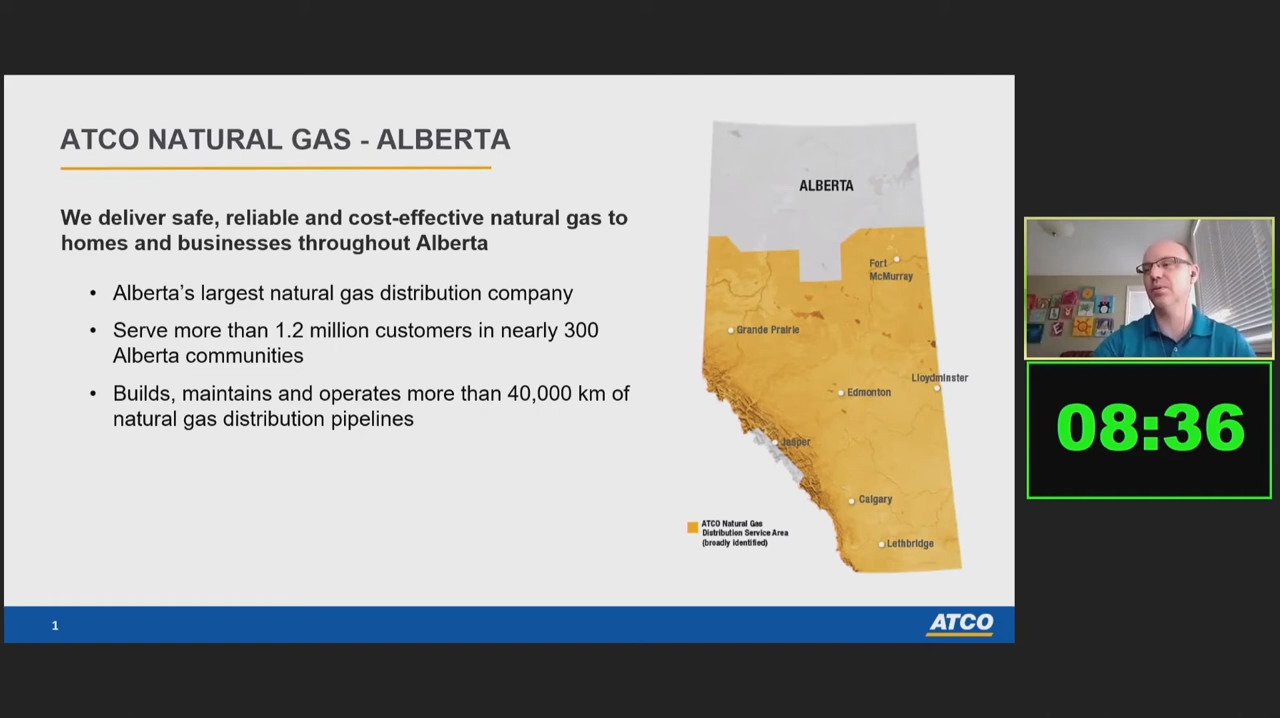 ATCO NATURAL GAS - ALBERTA
We deliver safe, reliable and cost-effective natural gas to
homes and businesses throughout Alberta
• Alberta's largest natural gas distribution company
• Serve more than 1.2 million customers in nearly 300
Alberta communities
• Builds, maintains and operates more than 40,000 km of
natural gas distribution pipelines
ALBERTA
Fort
McMurray
Grande Prairie
Lloydminster
Edmonton
Jasper
Calgary
Lethbridge
ATCO Natural Gas
Distribution Service Area
(broadly identified)
1
ATCO
E
08:36